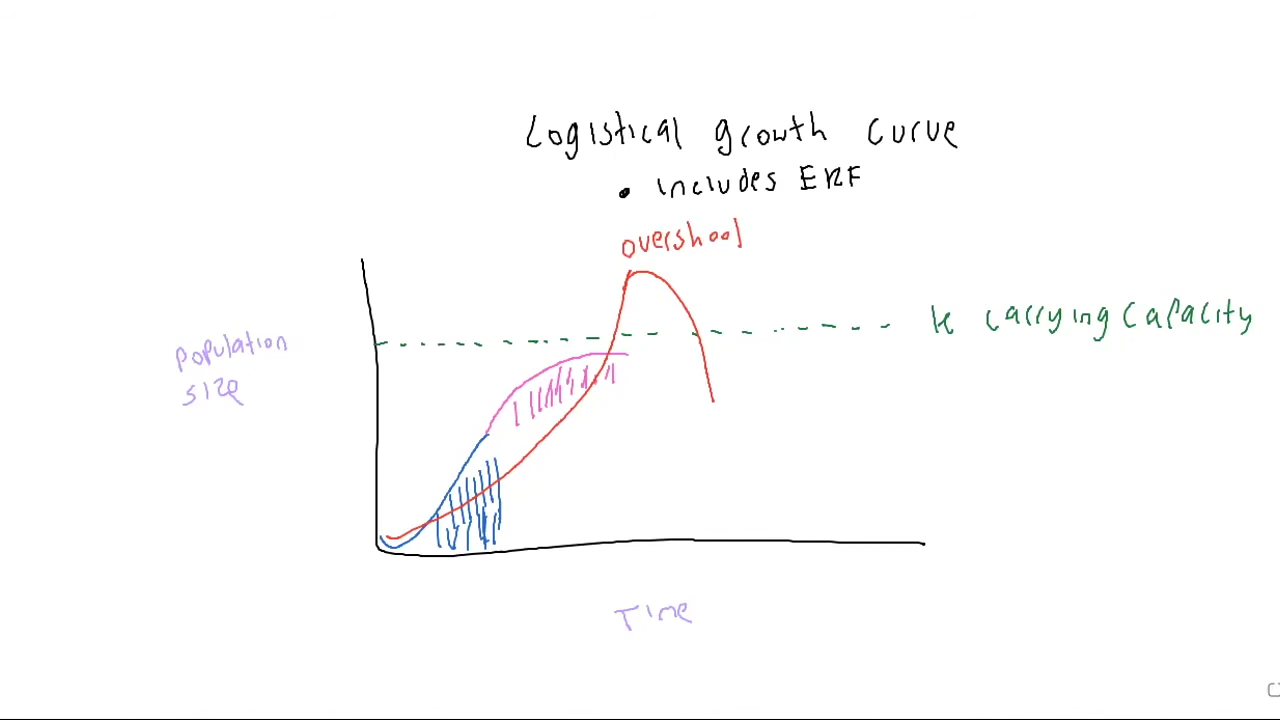 Logistical growth curve
• includes ERF
overshoot
K carrying capacity
population
size
Time